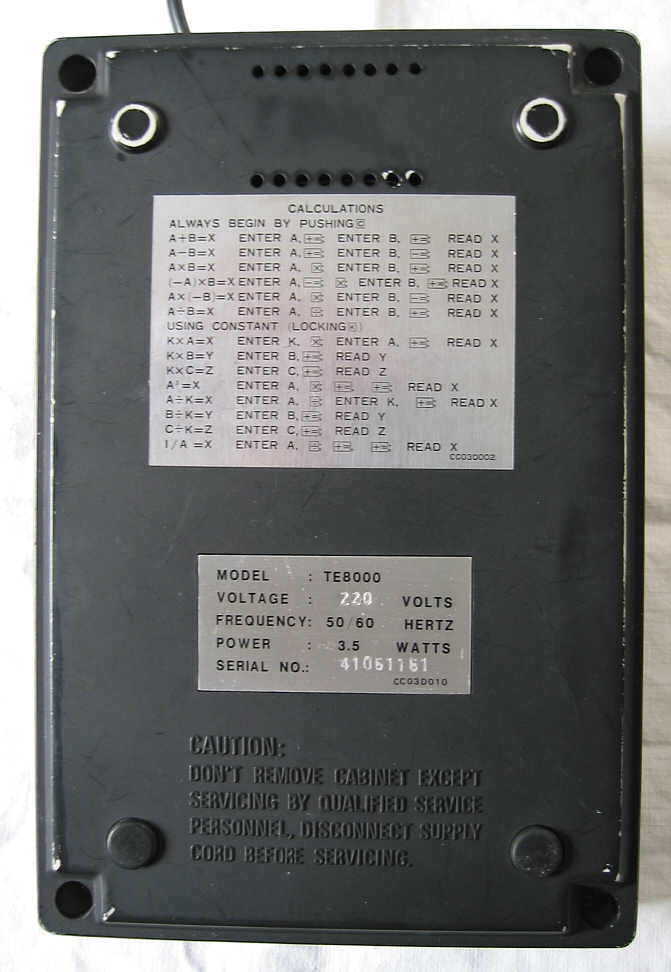 CALCULATIONS
ALWAYS BEGIN BY PUSHING [C]
A+B=X ENTER A, [+=]; ENTER B, [+=]; READ X
A−B=X ENTER A, [+=]; ENTER B, [−=]; READ X
A×B=X ENTER A, [×]; ENTER B, [+=]; READ X
(−A)×B=X ENTER A, [−=]; [×]; ENTER B, [+=]; READ X
A×(−B)=X ENTER A, [×]; ENTER B, [−=]; READ X
A÷B=X ENTER A, [÷]; ENTER B, [+=]; READ X
USING CONSTANT (LOCKING [K])
K×A=X ENTER K, [×]; ENTER A, [+=]; READ X
K×B=Y ENTER B, [+=]; READ Y
K×C=Z ENTER C, [+=]; READ Z
A²=X ENTER A, [×]; [+=]; [+=]; READ X
A÷K=X ENTER A, [÷]; ENTER K, [+=]; READ X
B÷K=Y ENTER B, [+=]; READ Y
C÷K=Z ENTER C, [+=]; READ Z
1/A =X ENTER A, [÷]; [+=]; [+=]; READ X
CC03D002
MODEL : TE8000
VOLTAGE : 220 VOLTS
FREQUENCY: 50/60 HERTZ
POWER : 3.5 WATTS
SERIAL NO.: 41061161
CC03D010
CAUTION:
DON'T REMOVE CABINET EXCEPT
SERVICING BY QUALIFIED SERVICE
PERSONNEL, DISCONNECT SUPPLY
CORD BEFORE SERVICING.